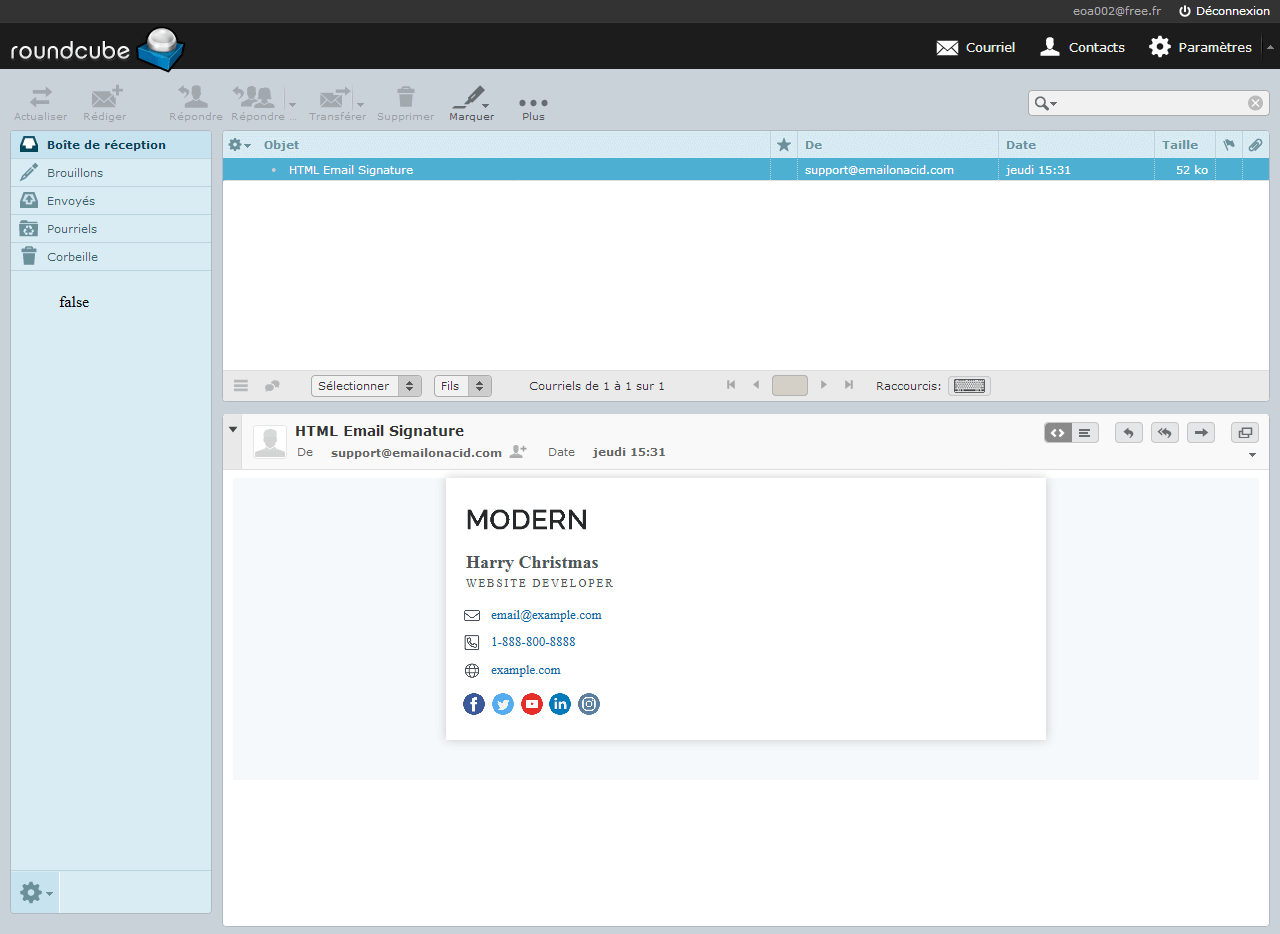 eoa002@free.fr Déconnexion
roundcube
Courriel Contacts Paramètres
Actualiser Rédiger Répondre Répondre ... Transférer Supprimer Marquer Plus
Boîte de réception
Brouillons
Envoyés
Pourriels
Corbeille
false
Objet De Date Taille
HTML Email Signature support@emailonacid.com jeudi 15:31 52 ko
Sélectionner Fils Courriels de 1 à 1 sur 1 Raccourcis:
HTML Email Signature
De support@emailonacid.com Date jeudi 15:31
MODERN
Harry Christmas
WEBSITE DEVELOPER
email@example.com
1-888-800-8888
example.com